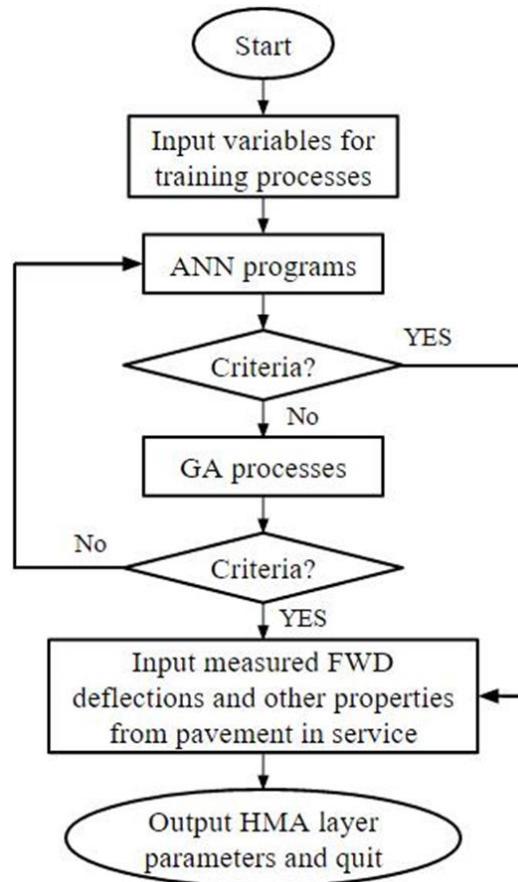 Start
Input variables for
training processes
ANN programs
YES
Criteria?
No
GA processes
No
Criteria?
YES
Input measured FWD
deflections and other properties
from pavement in service
Output HMA layer
parameters and quit